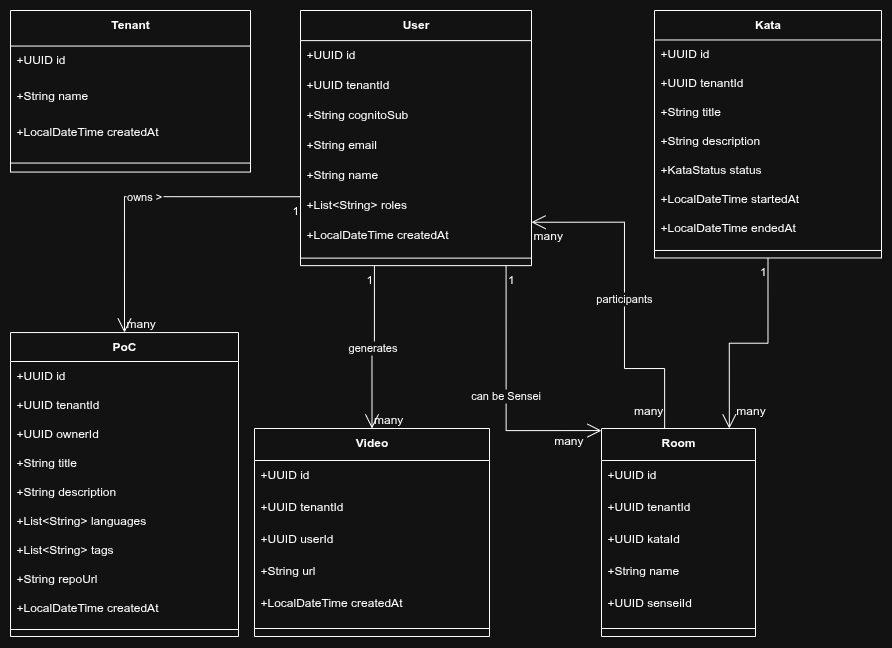 Tenant
+UUID id
+String name
+LocalDateTime createdAt
User
+UUID id
+UUID tenantId
+String cognitoSub
+String email
+String name
+List<String> roles
+LocalDateTime createdAt
Kata
+UUID id
+UUID tenantId
+String title
+String description
+KataStatus status
+LocalDateTime startedAt
+LocalDateTime endedAt
owns >
1
many
1
generates
many
1
can be Sensei
many
many
participants
many
1
many
PoC
+UUID id
+UUID tenantId
+UUID ownerId
+String title
+String description
+List<String> languages
+List<String> tags
+String repoUrl
+LocalDateTime createdAt
Video
+UUID id
+UUID tenantId
+UUID userId
+String url
+LocalDateTime createdAt
Room
+UUID id
+UUID tenantId
+UUID kataId
+String name
+UUID senseiId